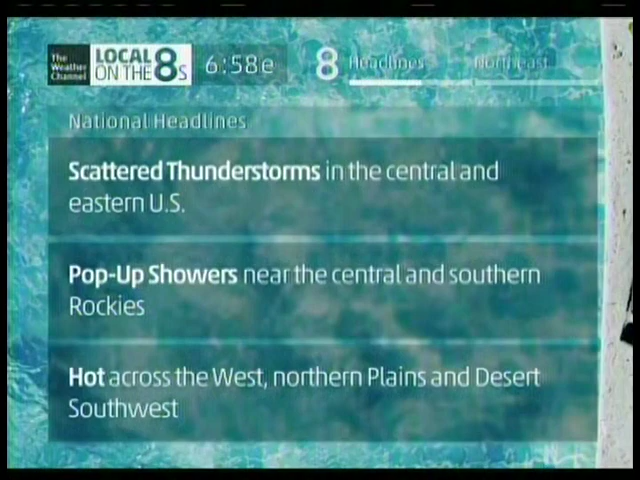 The Weather Channel LOCAL ON THE 8s 6:58e 8 Headlines Northeast
National Headlines
Scattered Thunderstorms in the central and
eastern U.S.
Pop-Up Showers near the central and southern
Rockies
Hot across the West, northern Plains and Desert
Southwest